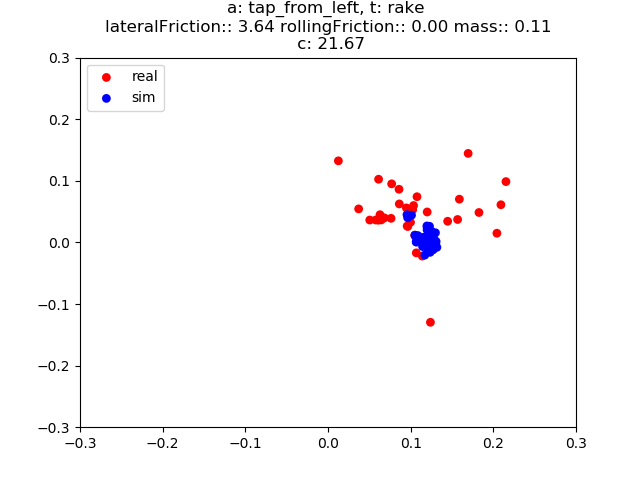 a: tap_from_left, t: rake
lateralFriction:: 3.64 rollingFriction:: 0.00 mass:: 0.11
c: 21.67
real
sim
0.3
0.2
0.1
0.0
−0.1
−0.2
−0.3
−0.3 −0.2 −0.1 0.0 0.1 0.2 0.3